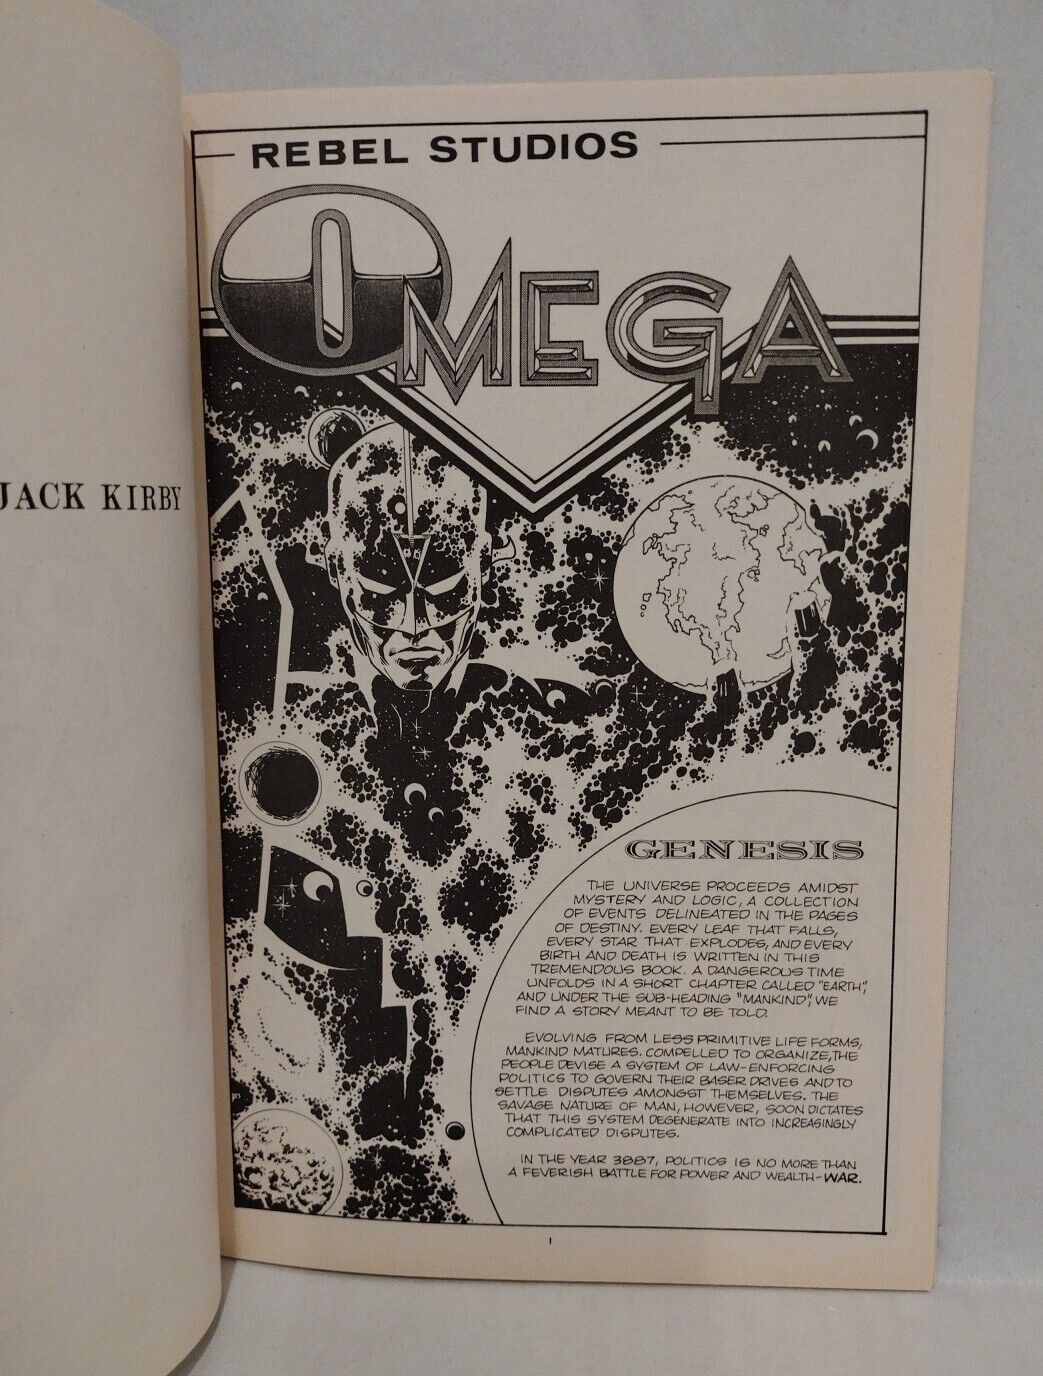 JACK KIRBY
REBEL STUDIOS
OMEGA
GENESIS
THE UNIVERSE PROCEEDS AMIDST
MYSTERY AND LOGIC, A COLLECTION
OF EVENTS DELINEATED IN THE PAGES
OF DESTINY. EVERY LEAF THAT FALLS,
EVERY STAR THAT EXPLODES, AND EVERY
BIRTH AND DEATH IS WRITTEN IN THIS
TREMENDOUS BOOK. A DANGEROUS TIME
UNFOLDS IN A SHORT CHAPTER CALLED "EARTH",
AND UNDER THE SUB-HEADING "MANKIND", WE
FIND A STORY MEANT TO BE TOLD.
EVOLVING FROM LESS PRIMITIVE LIFE FORMS,
MANKIND MATURES. COMPELLED TO ORGANIZE, THE
PEOPLE DEVISE A SYSTEM OF LAW-ENFORCING
POLITICS TO GOVERN THEIR BASER DRIVES AND TO
SETTLE DISPUTES AMONGST THEMSELVES. THE
SAVAGE NATURE OF MAN, HOWEVER, SOON DICTATES
THAT THIS SYSTEM DEGENERATE INTO INCREASINGLY
COMPLICATED DISPUTES.
IN THE YEAR 3007, POLITICS IS NO MORE THAN
A FEVERISH BATTLE FOR POWER AND WEALTH-WAR.
1